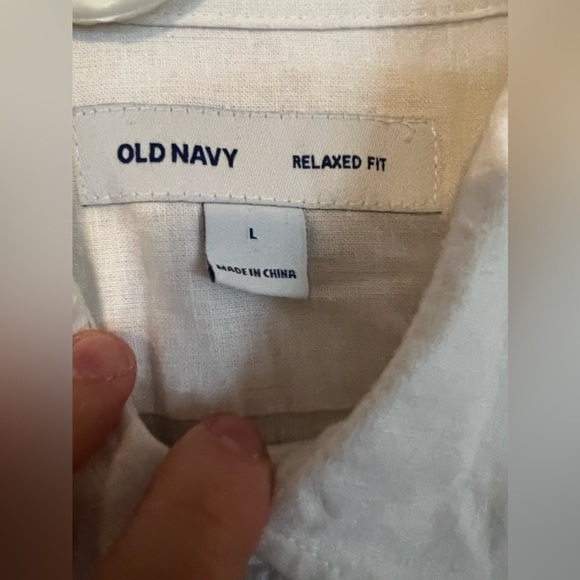 OLD NAVY RELAXED FIT
L
MADE IN CHINA